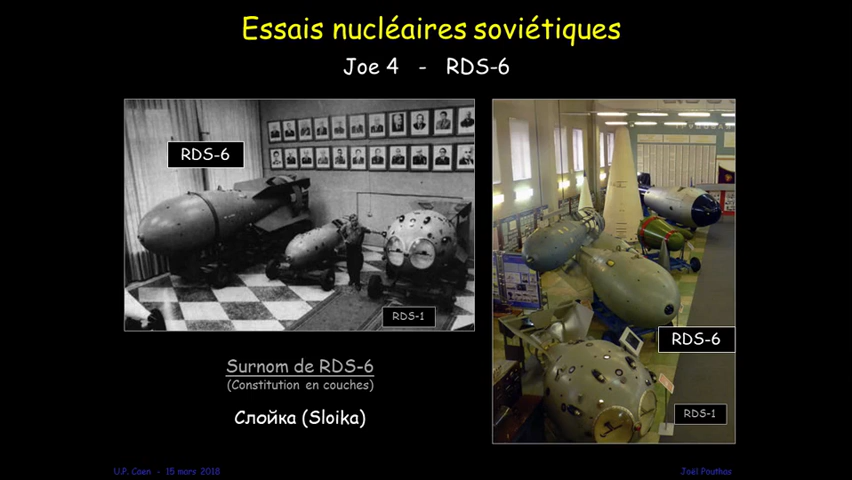 Essais nucléaires soviétiques
Joe 4 - RDS-6
RDS-6
RDS-1
RDS-6
RDS-1
Surnom de RDS-6
(Constitution en couches)
Слойка (Sloika)
U.P. Caen - 15 mars 2018
Joël Pouthas